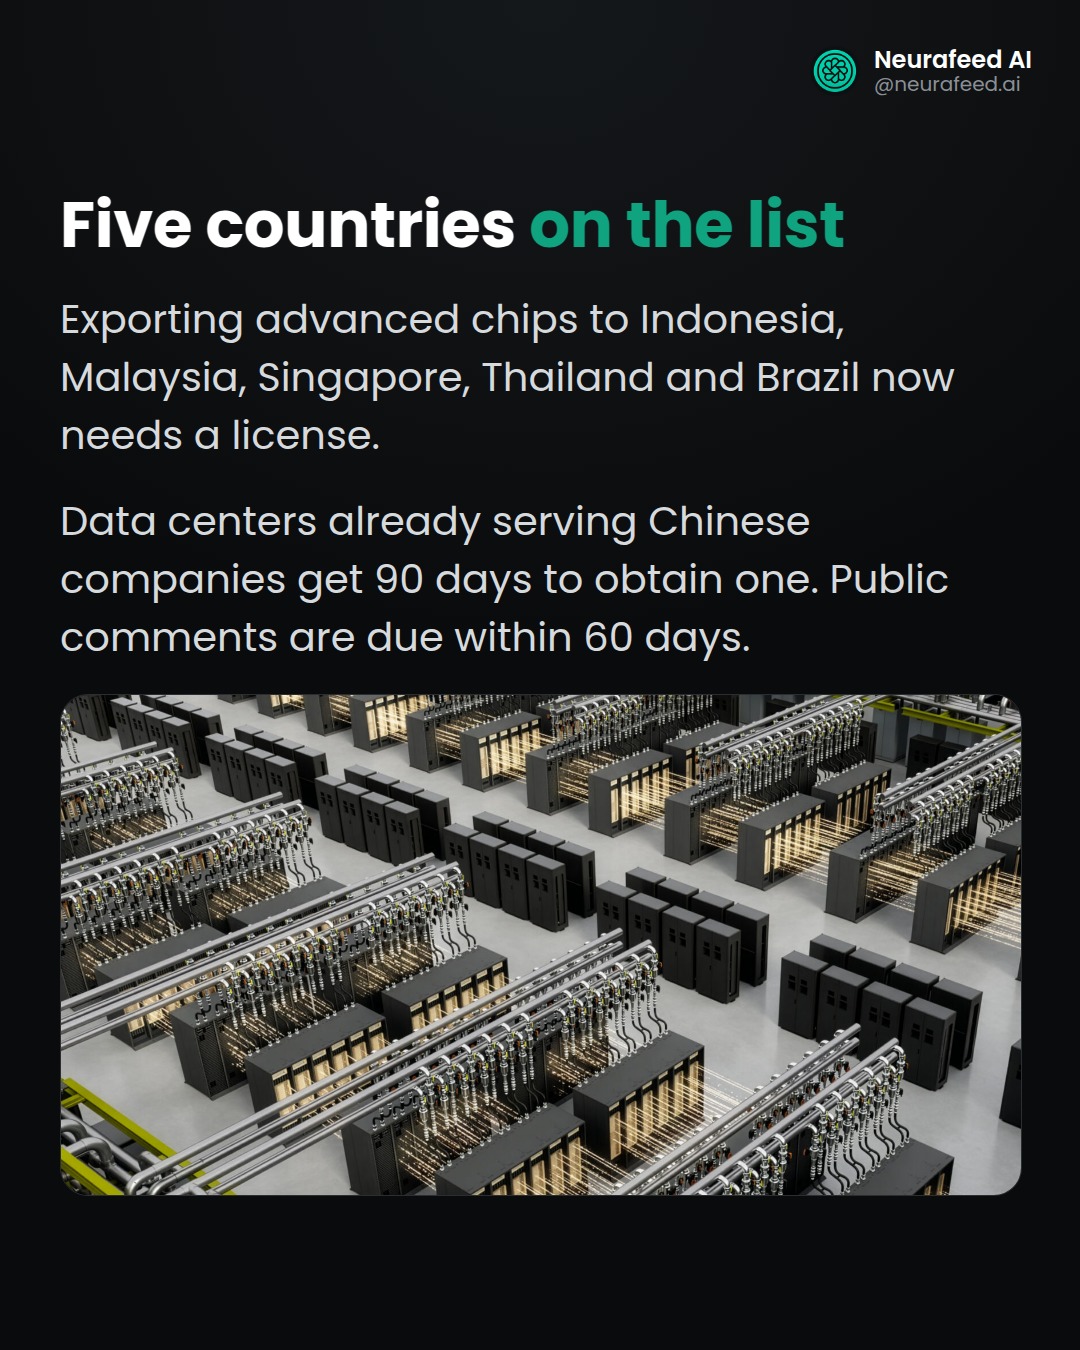 Neurafeed AI
@neurafeed.ai
Five countries on the list
Exporting advanced chips to Indonesia,
Malaysia, Singapore, Thailand and Brazil now
needs a license.
Data centers already serving Chinese
companies get 90 days to obtain one. Public
comments are due within 60 days.